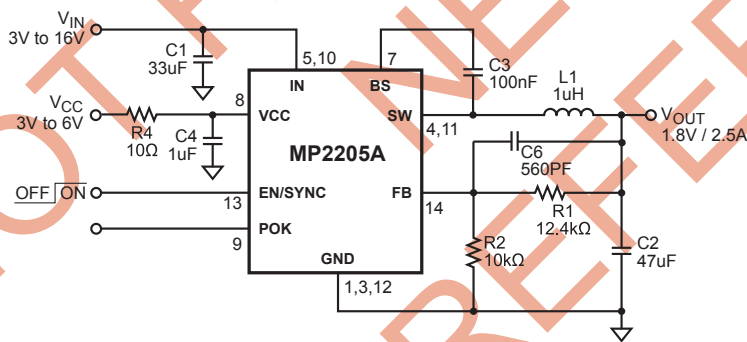 VIN
3V to 16V
C1
33uF
5,10
IN
7
BS
C3
100nF
L1
1uH
VCC
3V to 6V
R4
10Ω
C4
1uF
8
VCC
SW
4,11
VOUT
1.8V / 2.5A
MP2205A
C6
560PF
OFF ON
13
EN/SYNC
FB
14
R1
12.4kΩ
9
POK
GND
1,3,12
R2
10kΩ
C2
47uF